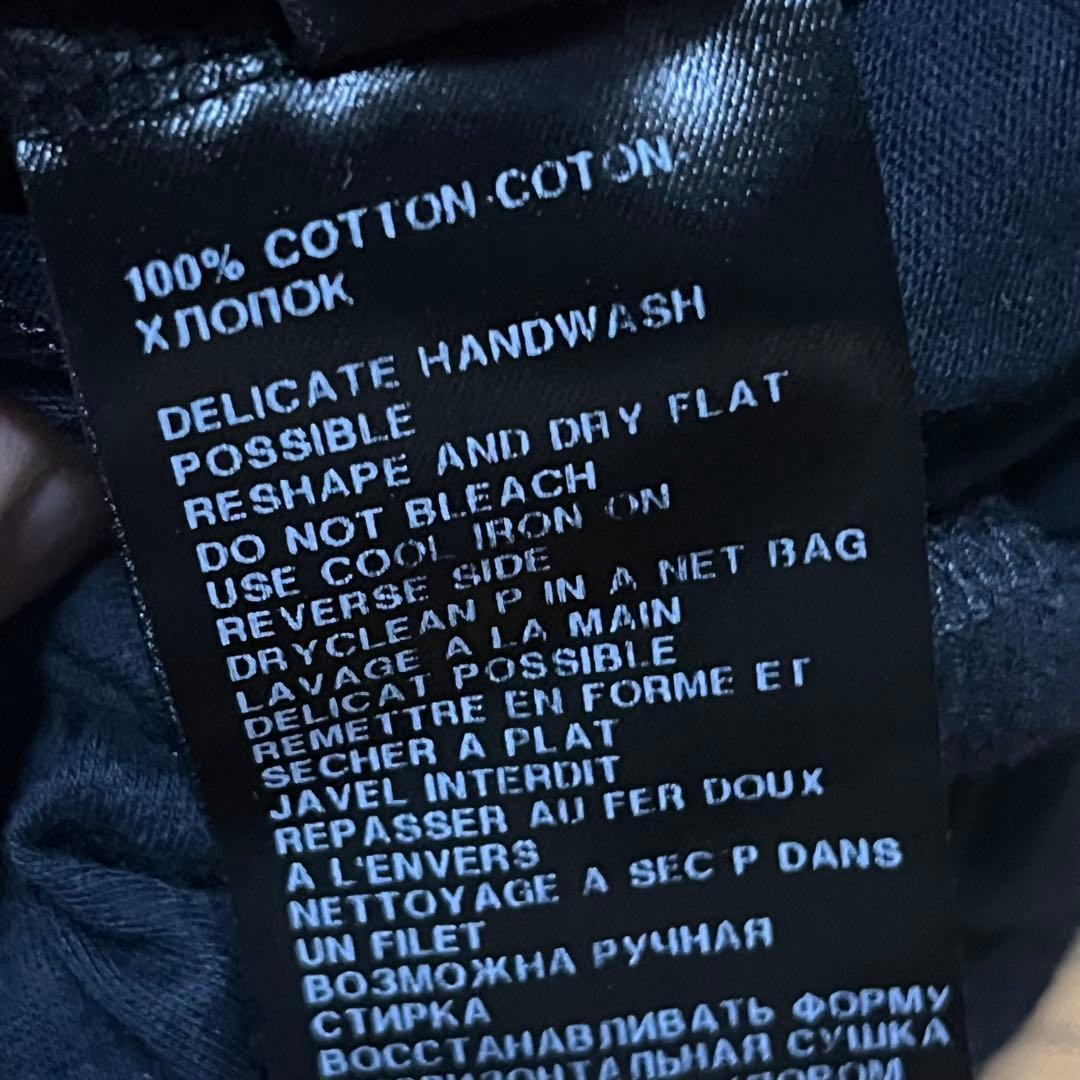 100% COTTON·COTON·
ХЛОПОК
DELICATE HANDWASH
POSSIBLE
RESHAPE AND DRY FLAT
DO NOT BLEACH
USE COOL IRON ON
REVERSE SIDE
DRYCLEAN P IN A NET BAG
LAVAGE A LA MAIN
DELICAT POSSIBLE
REMETTRE EN FORME ET
SECHER A PLAT
JAVEL INTERDIT
REPASSER AU FER DOUX
A L'ENVERS
NETTOYAGE A SEC P DANS
UN FILET
ВОЗМОЖНА РУЧНАЯ
СТИРКА
ВОССТАНАВЛИВАТЬ ФОРМУ
СУШКА